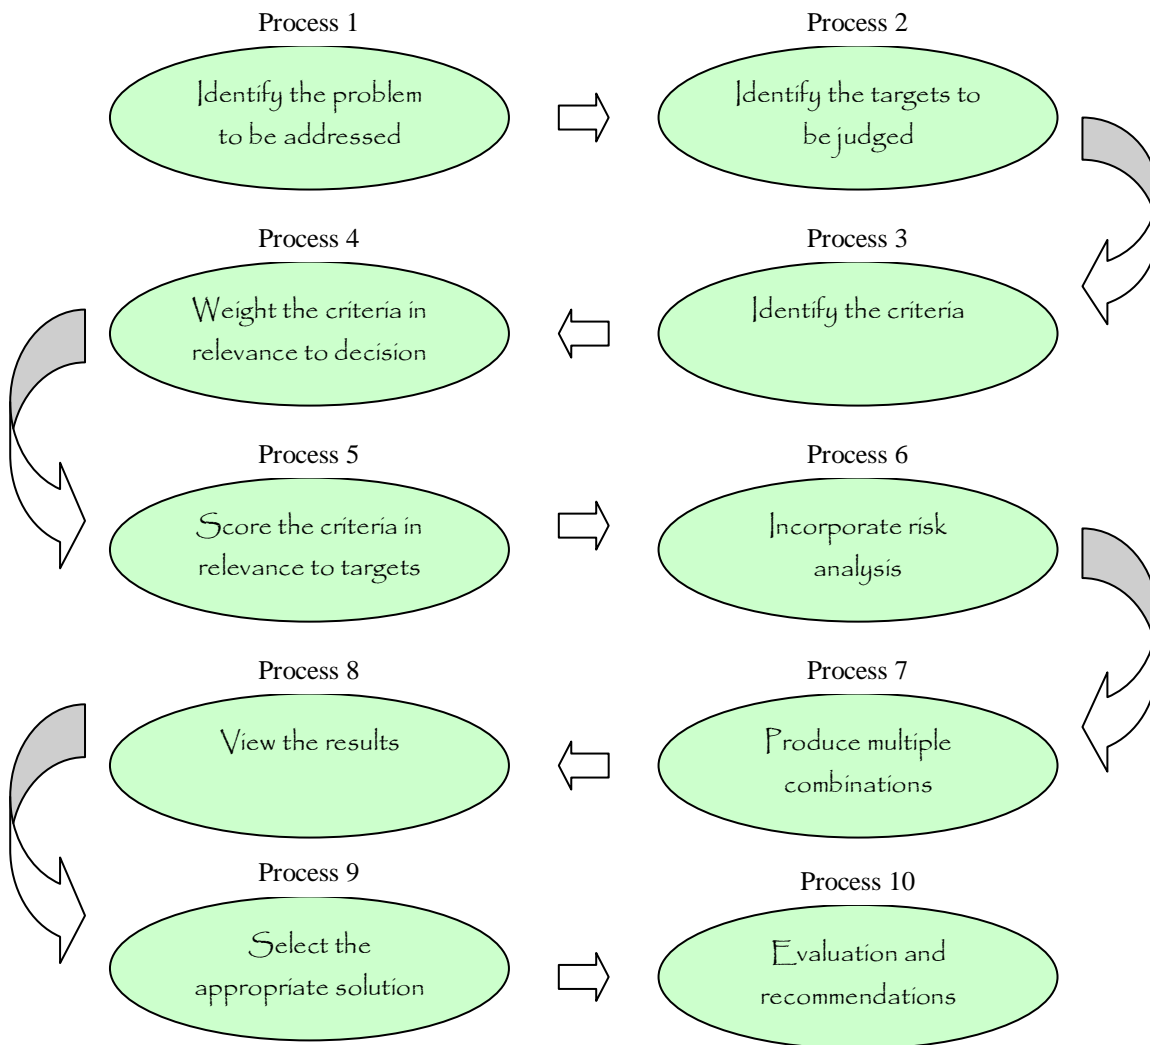 Process 1
Identify the problem
to be addressed
Process 2
Identify the targets to
be judged
Process 3
Identify the criteria
Process 4
Weight the criteria in
relevance to decision
Process 5
Score the criteria in
relevance to targets
Process 6
Incorporate risk
analysis
Process 7
Produce multiple
combinations
Process 8
View the results
Process 9
Select the
appropriate solution
Process 10
Evaluation and
recommendations